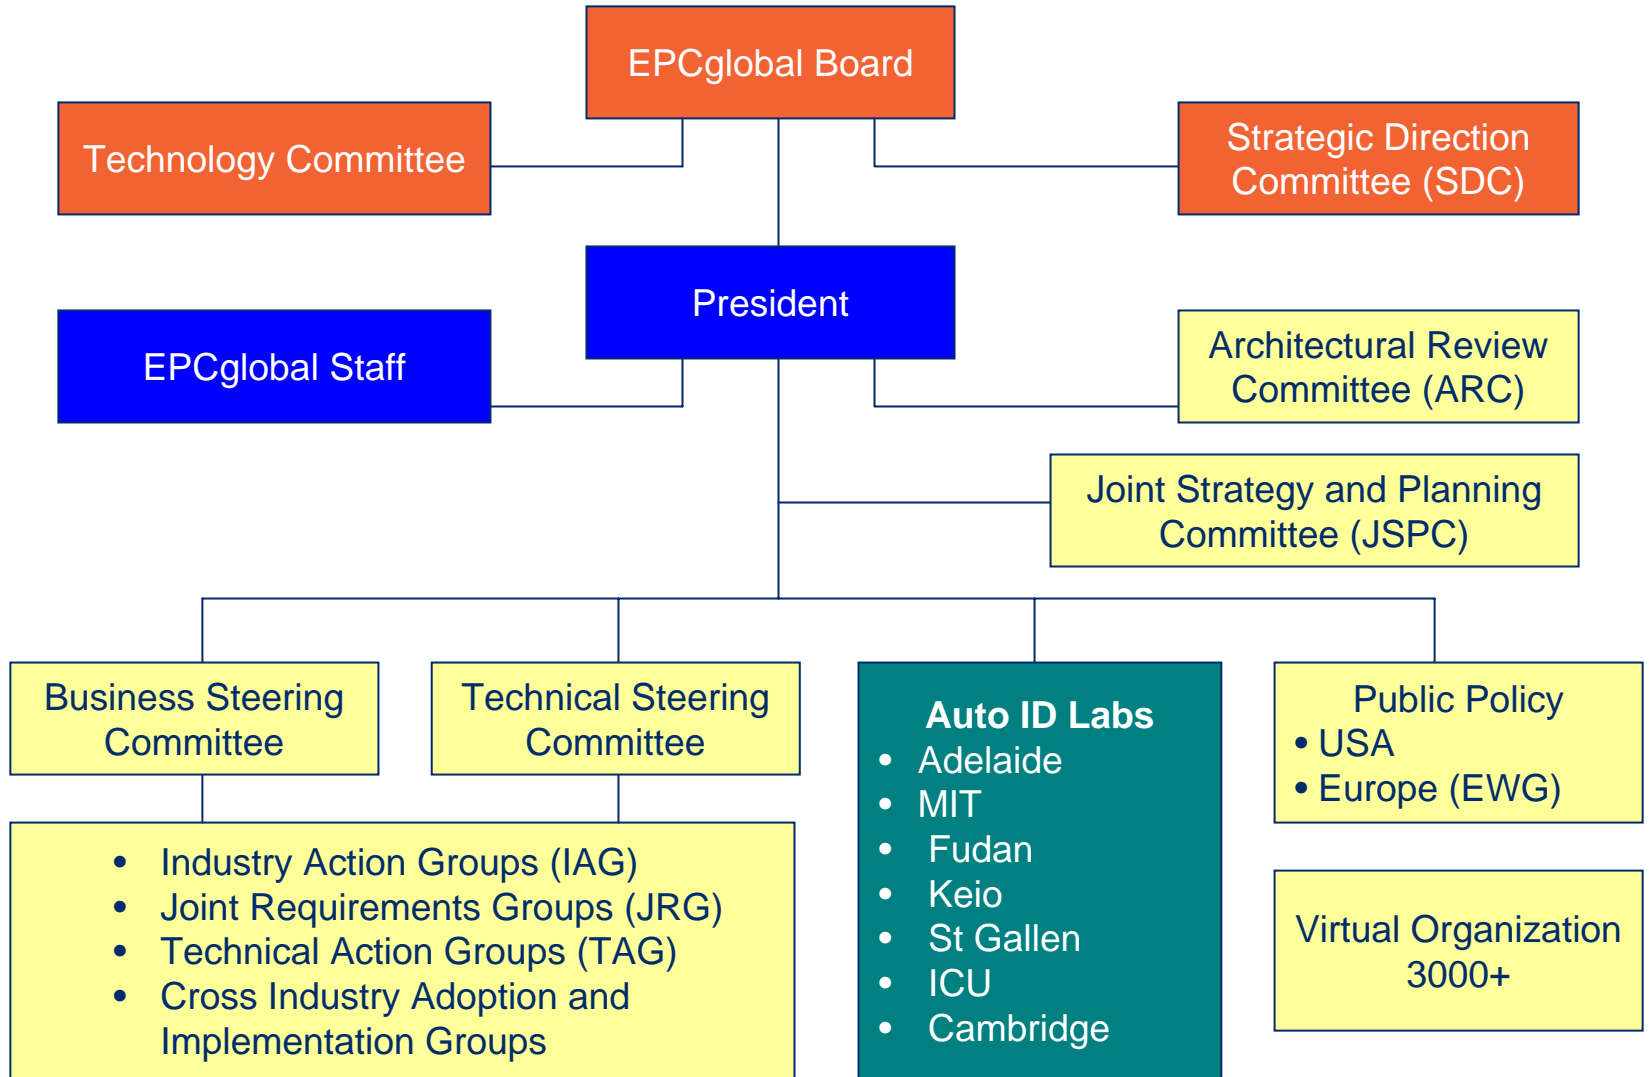 EPCglobal Board
Technology Committee
Strategic Direction
Committee (SDC)
President
EPCglobal Staff
Architectural Review
Committee (ARC)
Joint Strategy and Planning
Committee (JSPC)
Business Steering
Committee
Technical Steering
Committee
Auto ID Labs
• Adelaide
• MIT
• Fudan
• Keio
• St Gallen
• ICU
• Cambridge
Public Policy
• USA
• Europe (EWG)
• Industry Action Groups (IAG)
• Joint Requirements Groups (JRG)
• Technical Action Groups (TAG)
• Cross Industry Adoption and
Implementation Groups
Virtual Organization
3000+